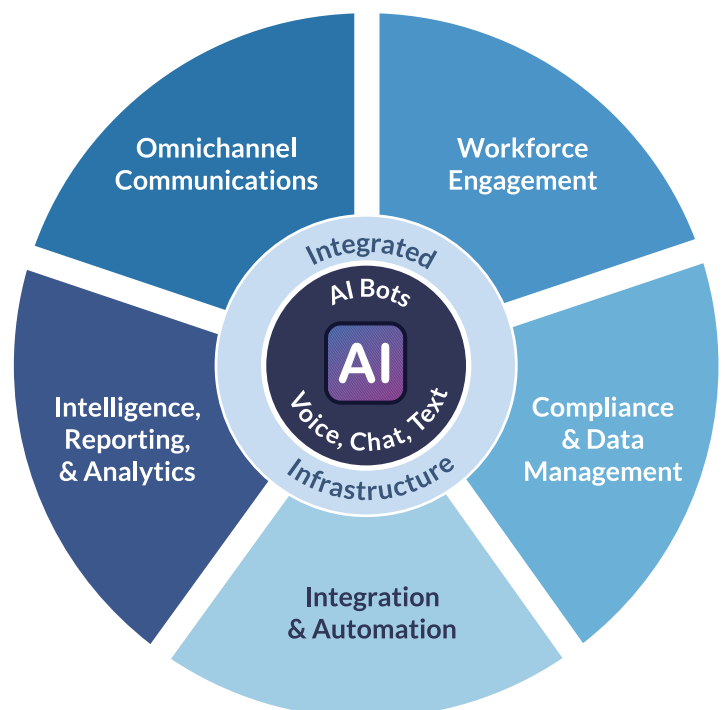 Omnichannel
Communications
Workforce
Engagement
Integrated
AI Bots
AI
Voice, Chat, Text
Infrastructure
Intelligence,
Reporting,
& Analytics
Compliance
& Data
Management
Integration
& Automation